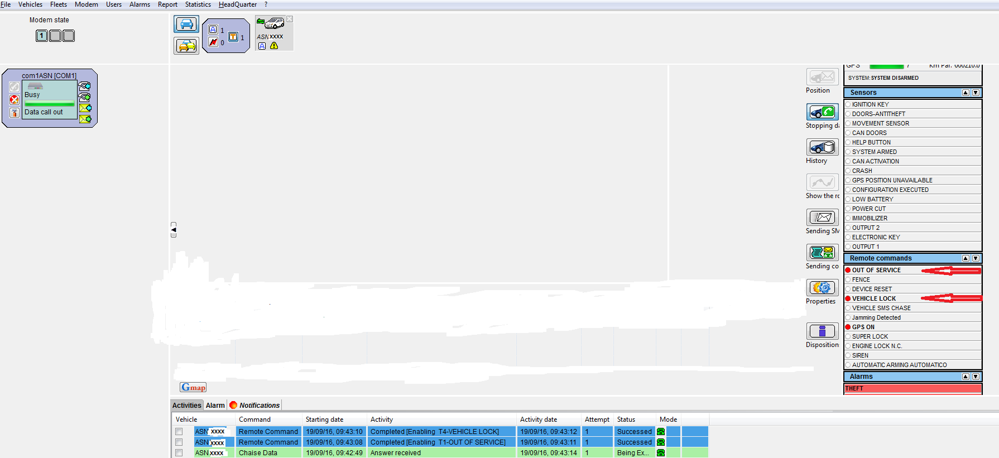 File Vehicles Fleets Modem Users Alarms Report Statistics HeadQuarter ?
Modem state
1
A 1
0
T 1
ASN XXXX
A
com1ASN [COM1]
Busy
Data call out
Position
Stopping da
History
Show the ro
Sending SM
Sending co
Properties
Disposition
GPS 7 Km Par. 000210.0
SYSTEM: SYSTEM DISARMED
Sensors
IGNITION KEY
DOORS-ANTITHEFT
MOVEMENT SENSOR
CAN DOORS
HELP BUTTON
SYSTEM ARMED
CAN ACTIVATION
CRASH
GPS POSITION UNAVAILABLE
CONFIGURATION EXECUTED
LOW BATTERY
POWER CUT
IMMOBILIZER
OUTPUT 2
ELECTRONIC KEY
OUTPUT 1
Remote commands
OUT OF SERVICE
FENCE
DEVICE RESET
VEHICLE LOCK
VEHICLE SMS CHASE
Jamming Detected
GPS ON
SUPER LOCK
ENGINE LOCK N.C.
SIREN
AUTOMATIC ARMING AUTOMATICO
Alarms
THEFT
Gmap
Activities Alarm Notifications
Vehicle Command Starting date Activity Activity date Attempt Status Mode
ASN XXXX Remote Command 19/09/16, 09:43:10 Completed [Enabling T4-VEHICLE LOCK] 19/09/16, 09:43:12 1 Successed
ASN XXXX Remote Command 19/09/16, 09:43:08 Completed [Enabling T1-OUT OF SERVICE] 19/09/16, 09:43:11 1 Successed
ASN XXXX Chaise Data 19/09/16, 09:42:49 Answer received 19/09/16, 09:43:14 1 Being Ex...